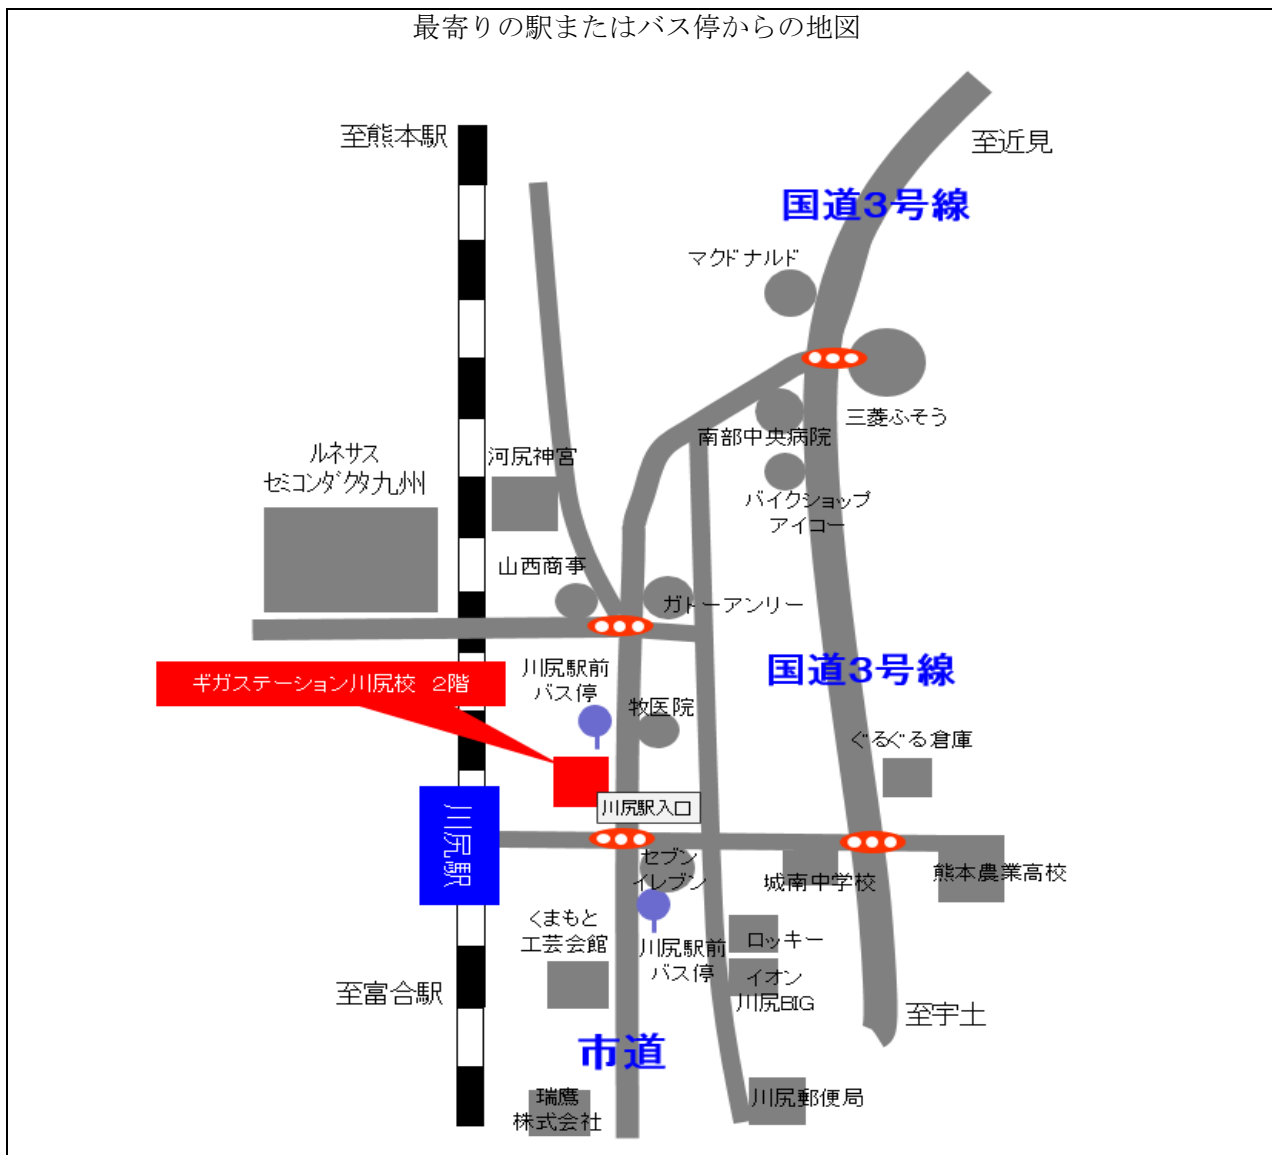 最寄りの駅またはバス停からの地図
至熊本駅
至近見
国道3号線
マクドナルド
三菱ふそう
南部中央病院
ルネサス
セミコンダクタ九州
河尻神宮
バイクショップ
アイコー
山西商事
ガトーアンリー
川尻駅前
バス停
国道3号線
ギガステーション川尻校 2階
牧医院
ぐるぐる倉庫
川尻駅入口
川尻駅
セブン
イレブン
城南中学校
熊本農業高校
くまもと
工芸会館
川尻駅前
バス停
ロッキー
イオン
川尻BIG
至富合駅
至宇土
市道
瑞鷹
株式会社
川尻郵便局